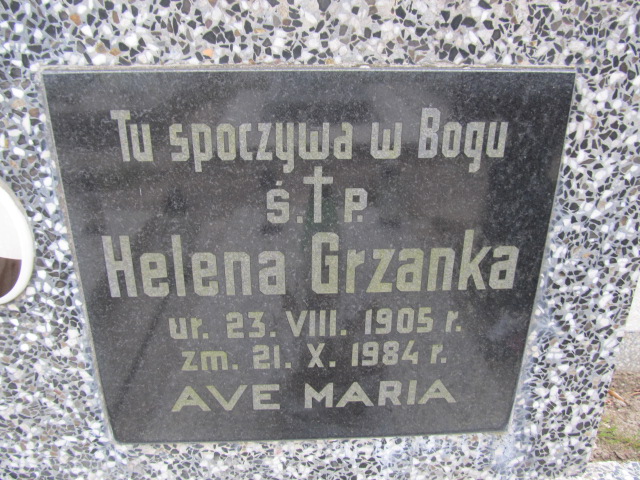 Tu spoczywa w Bogu
Ś. † P.
Helena Grzanka
ur. 23. VIII. 1905 r.
zm. 21. X. 1984 r.
AVE MARIA